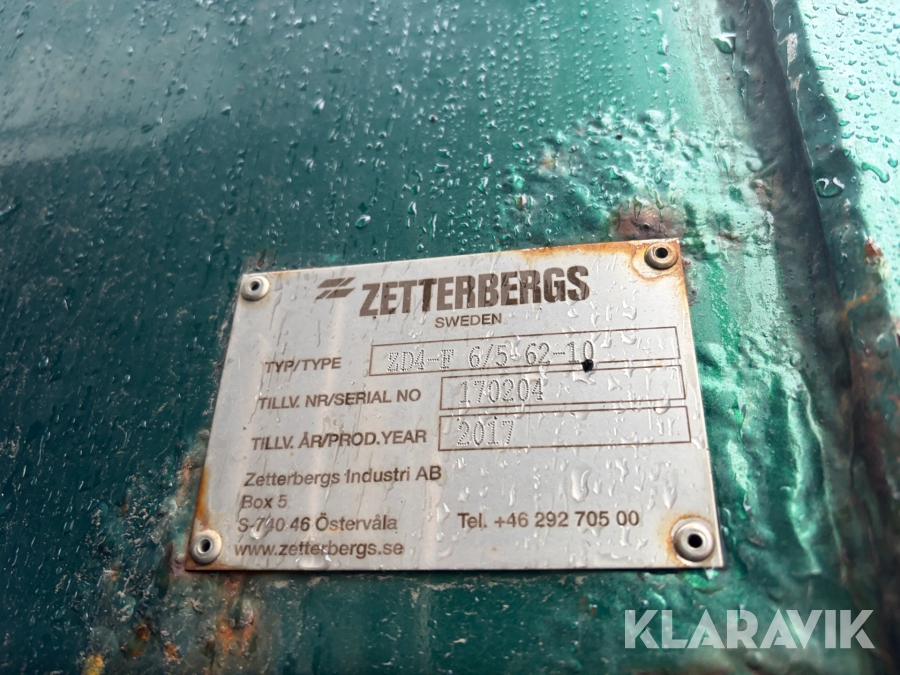 ZETTERBERGS
SWEDEN
TYP/TYPE ZD4-F 6/5 62-10
TILLV. NR/SERIAL NO 170204
TILLV. ÅR/PROD.YEAR 2017
Zetterbergs Industri AB
Box 5
S-740 46 Östervåla Tel. +46 292 705 00
www.zetterbergs.se
KLARAVIK